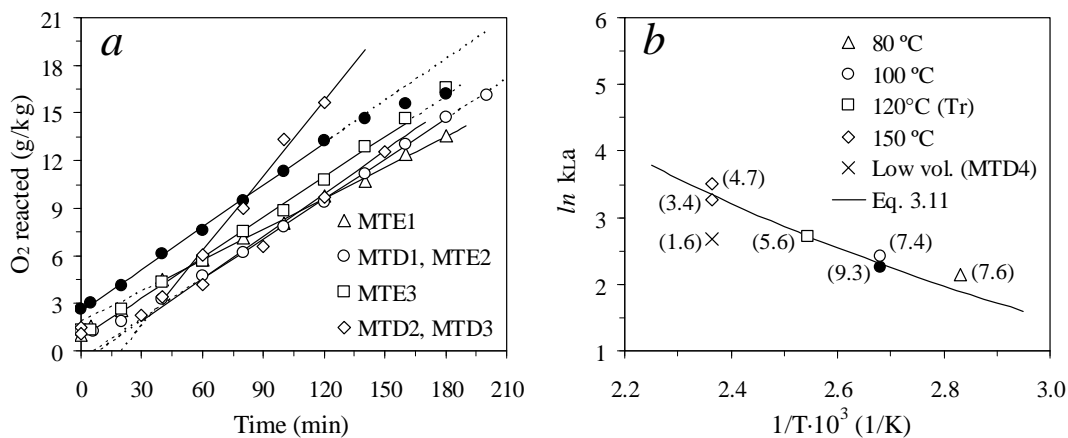 a
O2 reacted (g/kg)
21
18
15
12
9
6
3
0
0 30 60 90 120 150 180 210
Time (min)
MTE1
MTD1, MTE2
MTE3
MTD2, MTD3
b
ln kLa
6
5
4
3
2
1
2.2 2.4 2.6 2.8 3.0
1/T·10³ (1/K)
80 ºC
100 ºC
120°C (Tr)
150 ºC
Low vol. (MTD4)
Eq. 3.11
(4.7)
(3.4)
(1.6)
(5.6)
(7.4)
(9.3)
(7.6)